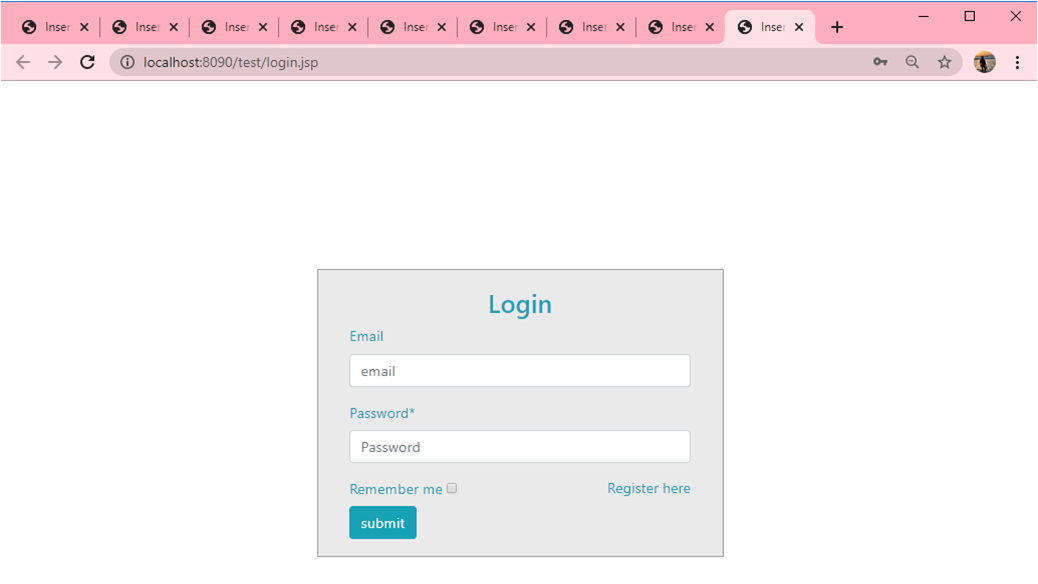 Inser Inser Inser Inser Inser Inser Inser Inser Inser
localhost:8090/test/login.jsp
Login
Email
email
Password*
Password
Remember me Register here
submit